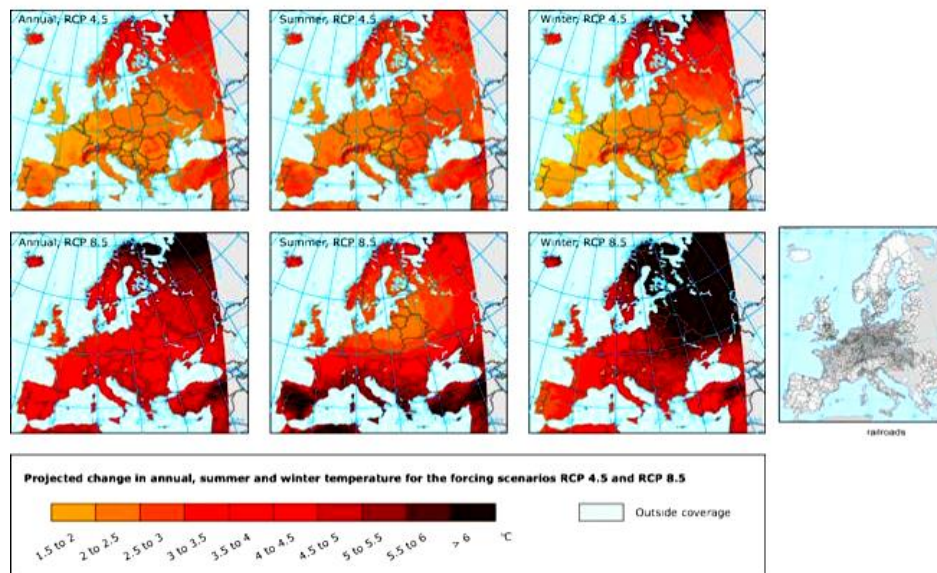 Annual, RCP 4.5
Summer, RCP 4.5
Winter, RCP 4.5
Annual, RCP 8.5
Summer, RCP 8.5
Winter, RCP 8.5
railroads
Projected change in annual, summer and winter temperature for the forcing scenarios RCP 4.5 and RCP 8.5
1.5 to 2
2 to 2.5
2.5 to 3
3 to 3.5
3.5 to 4
4 to 4.5
4.5 to 5
5 to 5.5
5.5 to 6
> 6
°C
Outside coverage